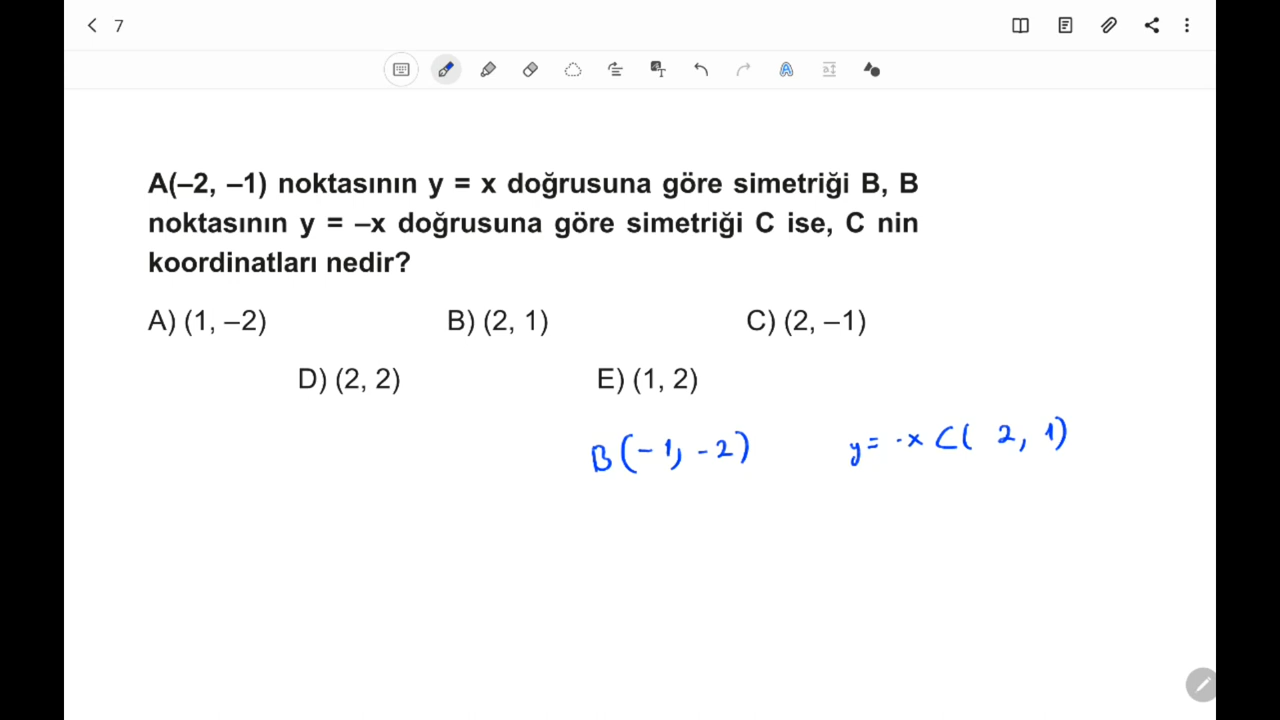 7
A(–2, –1) noktasının y = x doğrusuna göre simetriği B, B
noktasının y = –x doğrusuna göre simetriği C ise, C nin
koordinatları nedir?
A) (1, –2) B) (2, 1) C) (2, –1)
D) (2, 2) E) (1, 2)
B(-1, -2) y = -x C( 2, 1)